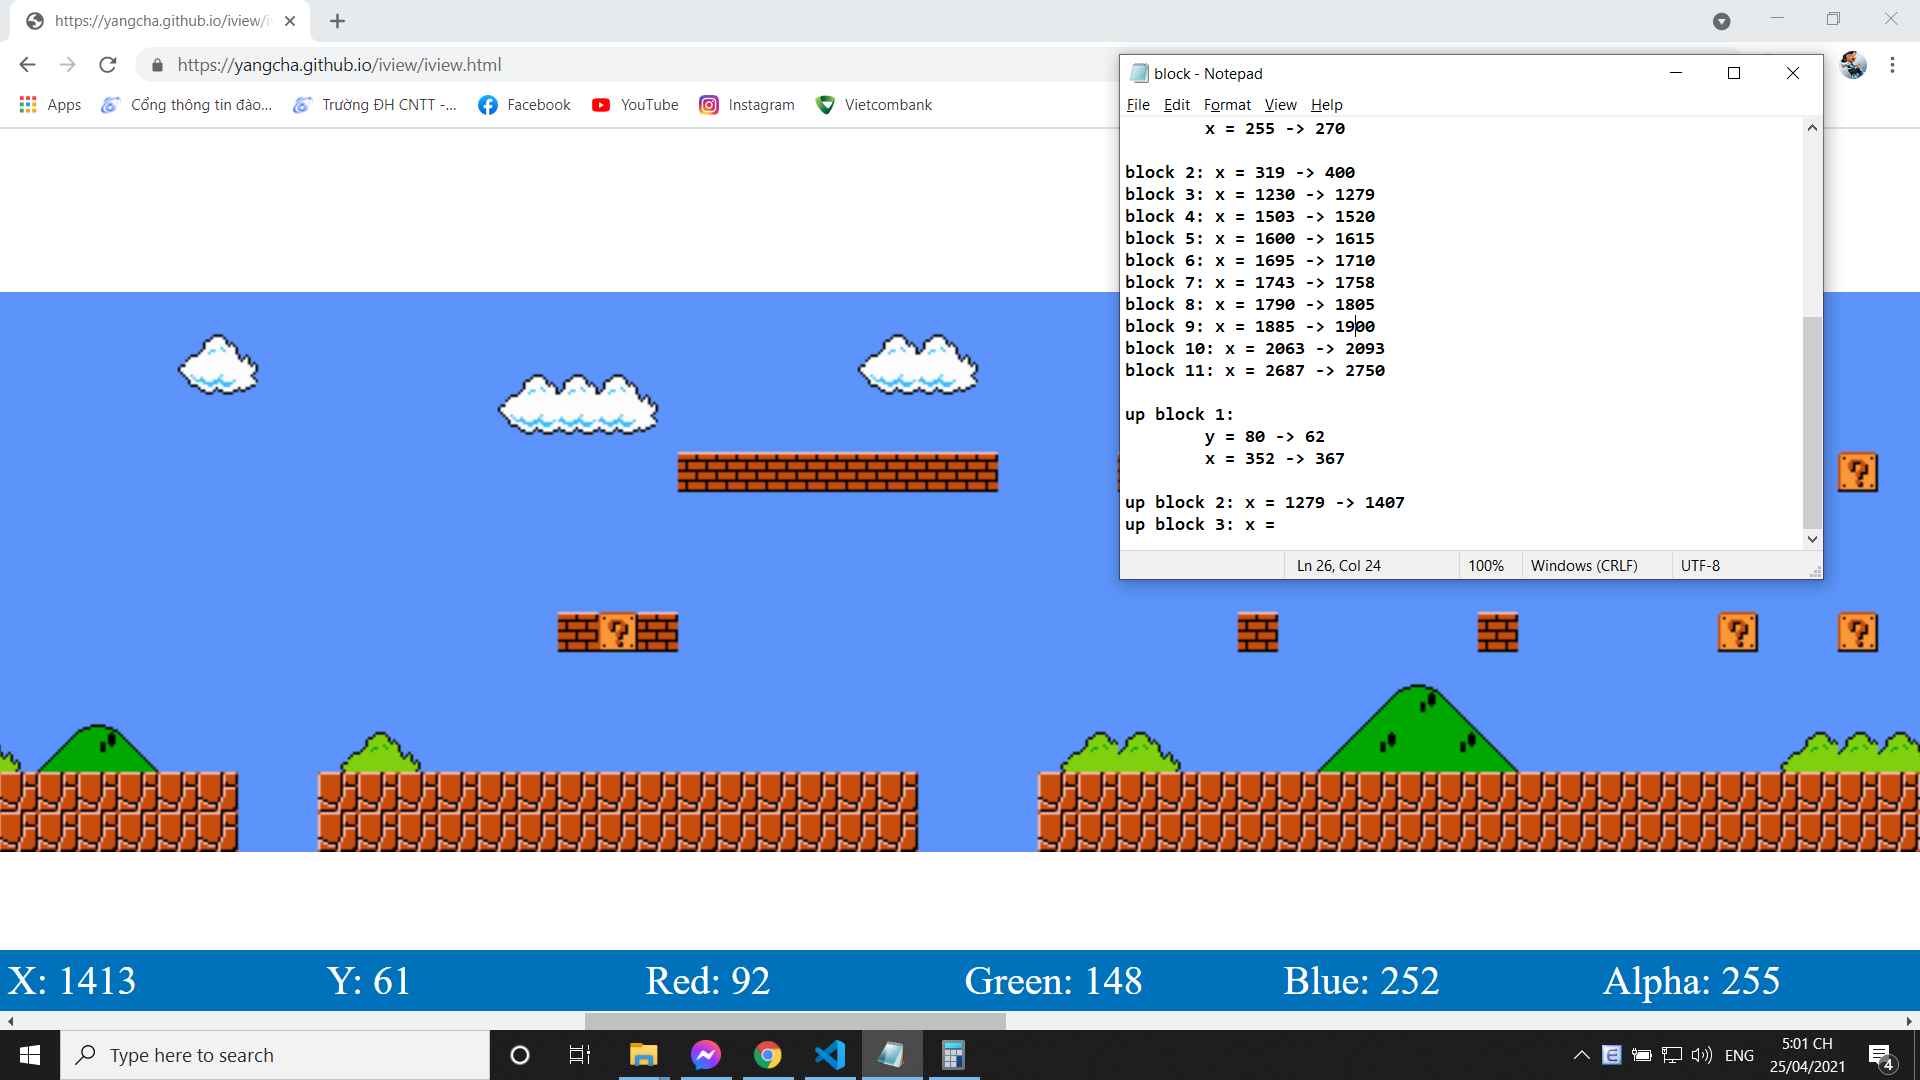 https://yangcha.github.io/iview/i
https://yangcha.github.io/iview/iview.html
Apps
Cổng thông tin đào...
Trường ĐH CNTT -...
Facebook
YouTube
Instagram
Vietcombank
block - Notepad
File Edit Format View Help
x = 255 -> 270
block 2: x = 319 -> 400
block 3: x = 1230 -> 1279
block 4: x = 1503 -> 1520
block 5: x = 1600 -> 1615
block 6: x = 1695 -> 1710
block 7: x = 1743 -> 1758
block 8: x = 1790 -> 1805
block 9: x = 1885 -> 1900
block 10: x = 2063 -> 2093
block 11: x = 2687 -> 2750
up block 1:
y = 80 -> 62
x = 352 -> 367
up block 2: x = 1279 -> 1407
up block 3: x =
Ln 26, Col 24
100%
Windows (CRLF)
UTF-8
?
?
?
?
X: 1413
Y: 61
Red: 92
Green: 148
Blue: 252
Alpha: 255
Type here to search
ENG
5:01 CH
25/04/2021
4